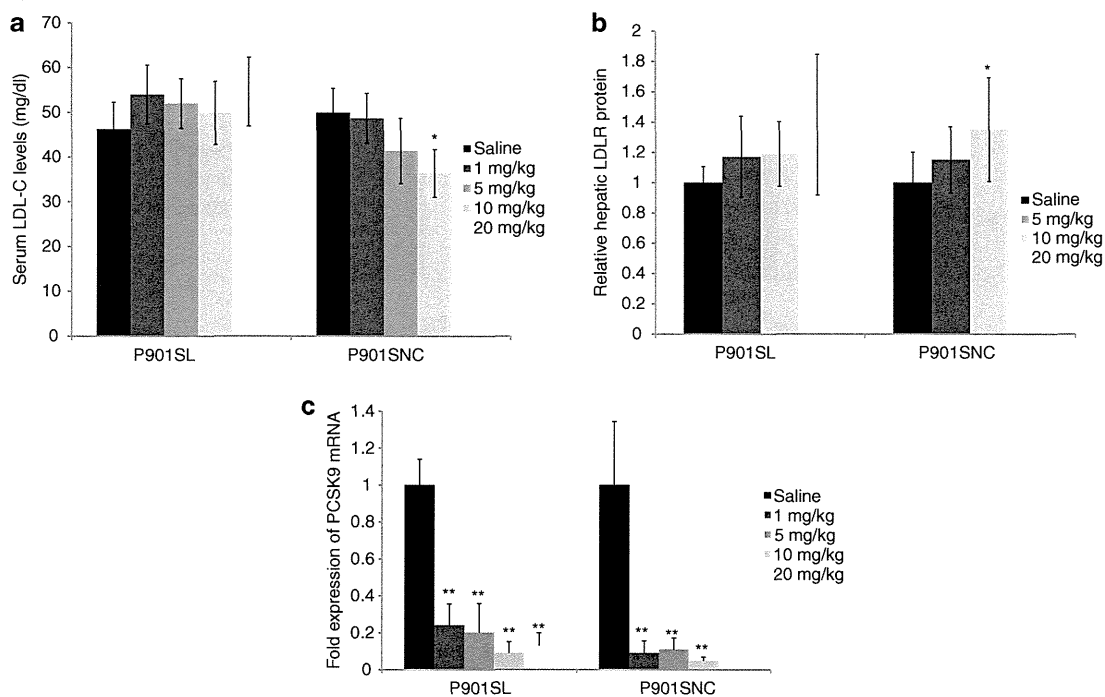 a
Serum LDL-C levels (mg/dl)
70
60
50
40
30
20
10
0
*
P901SL
P901SNC
Saline
1 mg/kg
5 mg/kg
10 mg/kg
20 mg/kg
b
Relative hepatic LDLR protein
2
1.8
1.6
1.4
1.2
1
0.8
0.6
0.4
0.2
0
*
P901SL
P901SNC
Saline
5 mg/kg
10 mg/kg
20 mg/kg
c
Fold expression of PCSK9 mRNA
1.4
1.2
1
0.8
0.6
0.4
0.2
0
** ** ** **
** ** **
P901SL
P901SNC
Saline
1 mg/kg
5 mg/kg
10 mg/kg
20 mg/kg